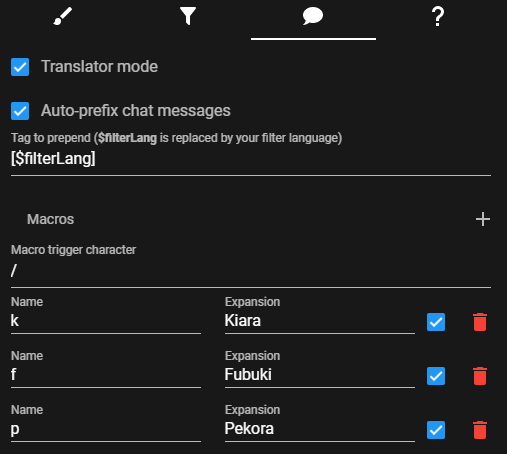 ?
Translator mode
Auto-prefix chat messages
Tag to prepend ($filterLang is replaced by your filter language)
[$filterLang]
Macros
Macro trigger character
/
Name Expansion
k Kiara
Name Expansion
f Fubuki
Name Expansion
p Pekora